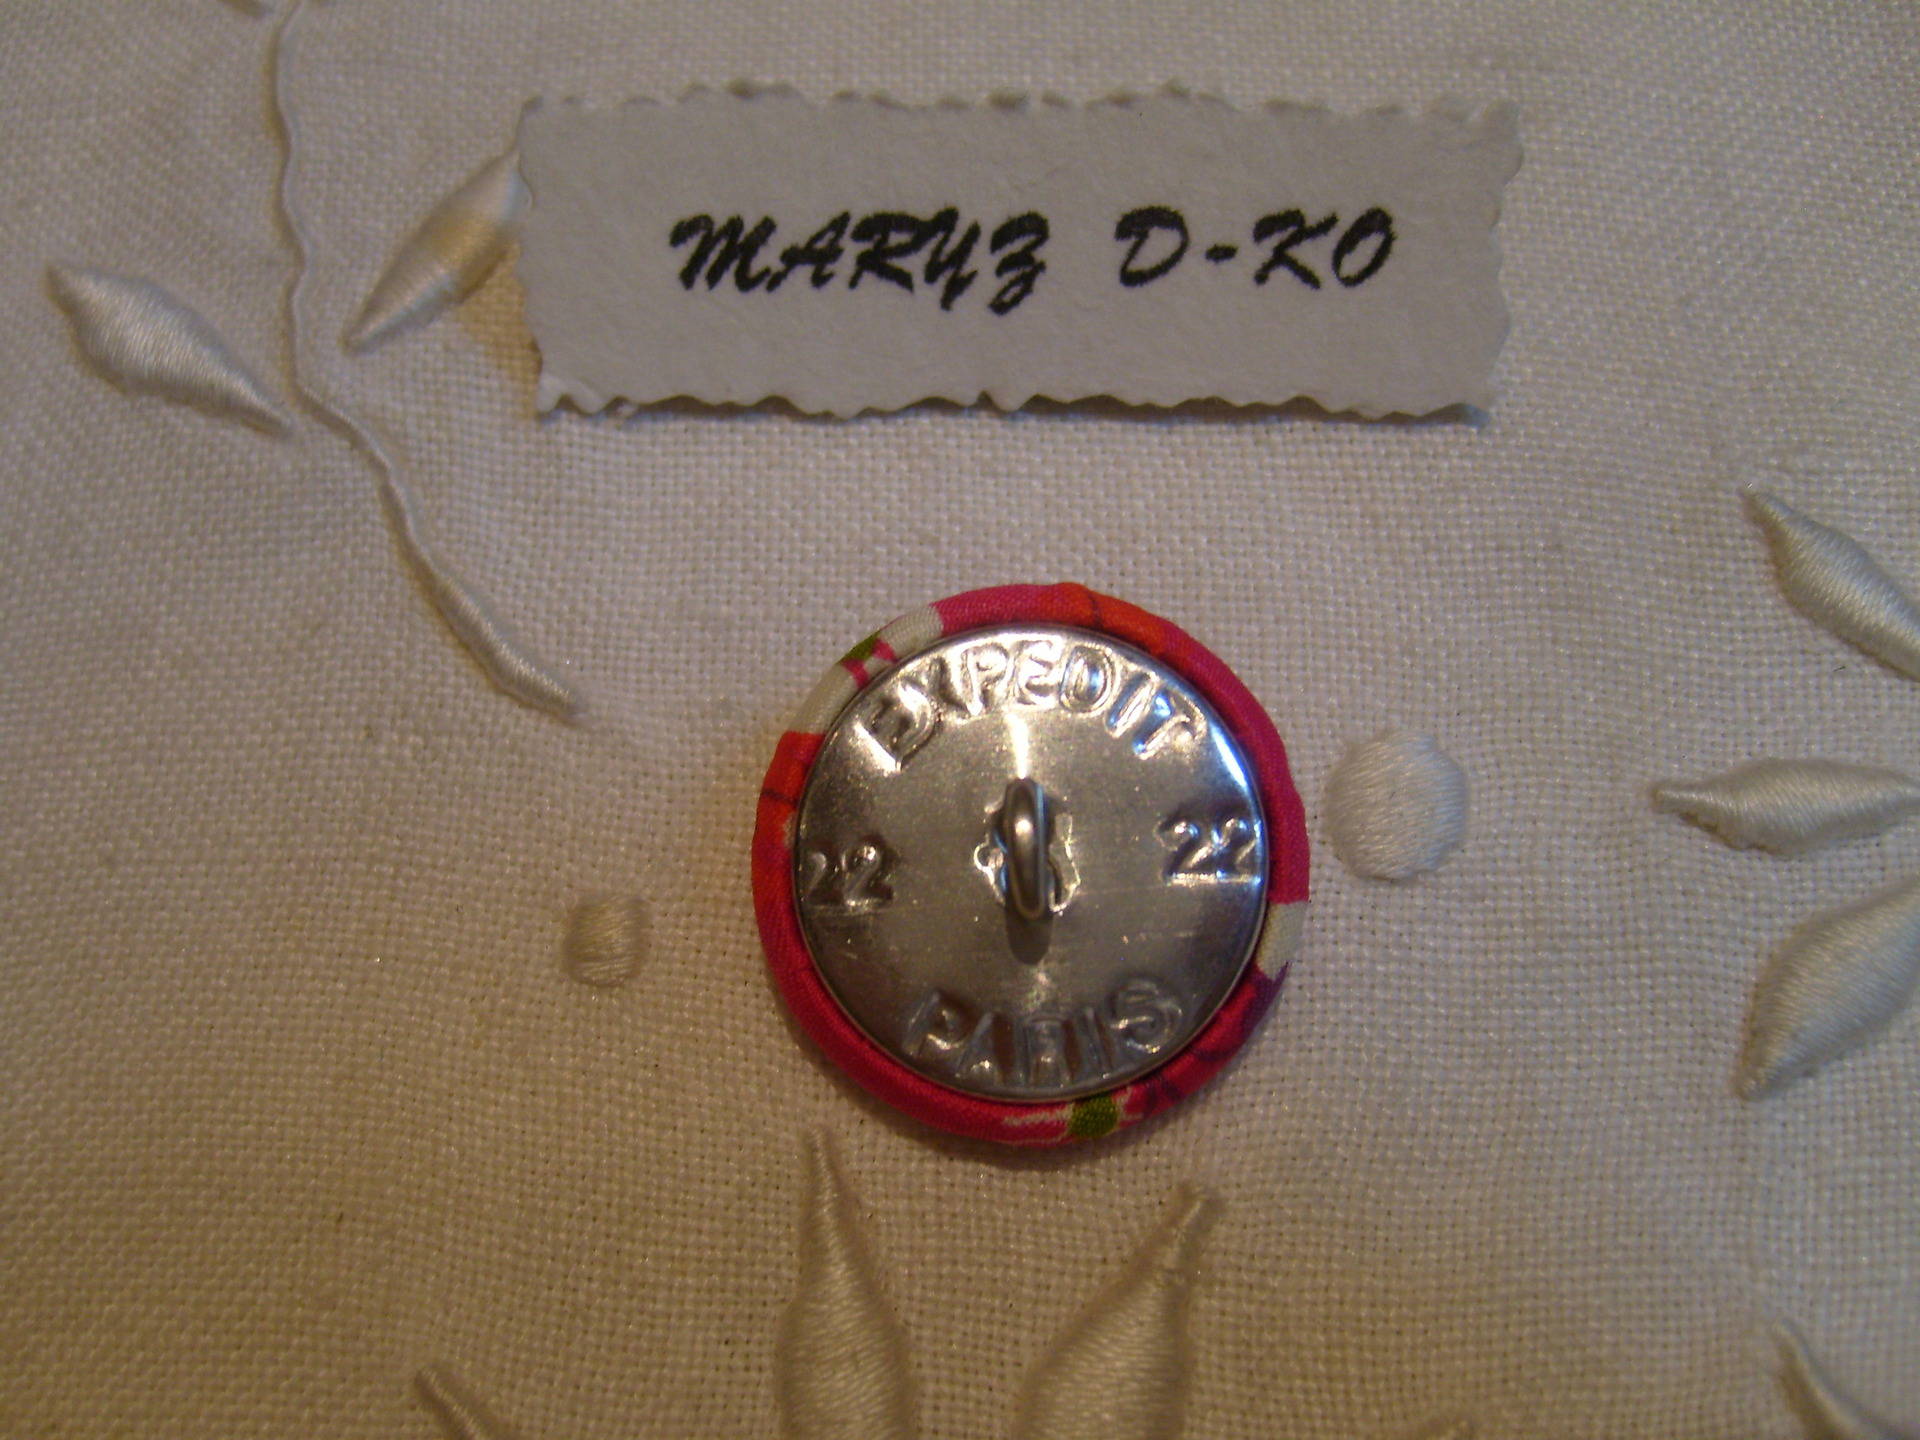 MARYZ D-KO
EXPEDIT
22 22
PARIS